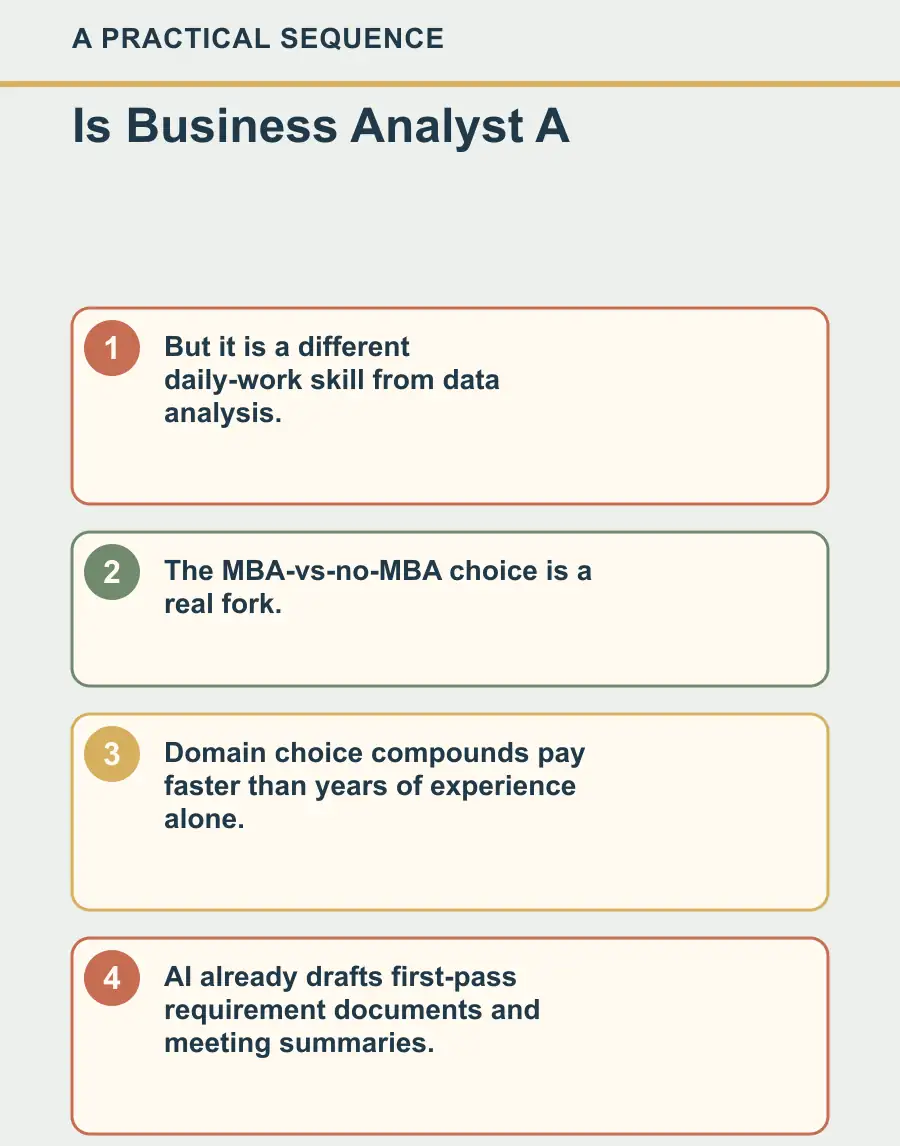 A PRACTICAL SEQUENCE
Is Business Analyst A
1
But it is a different
daily-work skill from data
analysis.
2
The MBA-vs-no-MBA choice is a
real fork.
3
Domain choice compounds pay
faster than years of experience
alone.
4
AI already drafts first-pass
requirement documents and
meeting summaries.